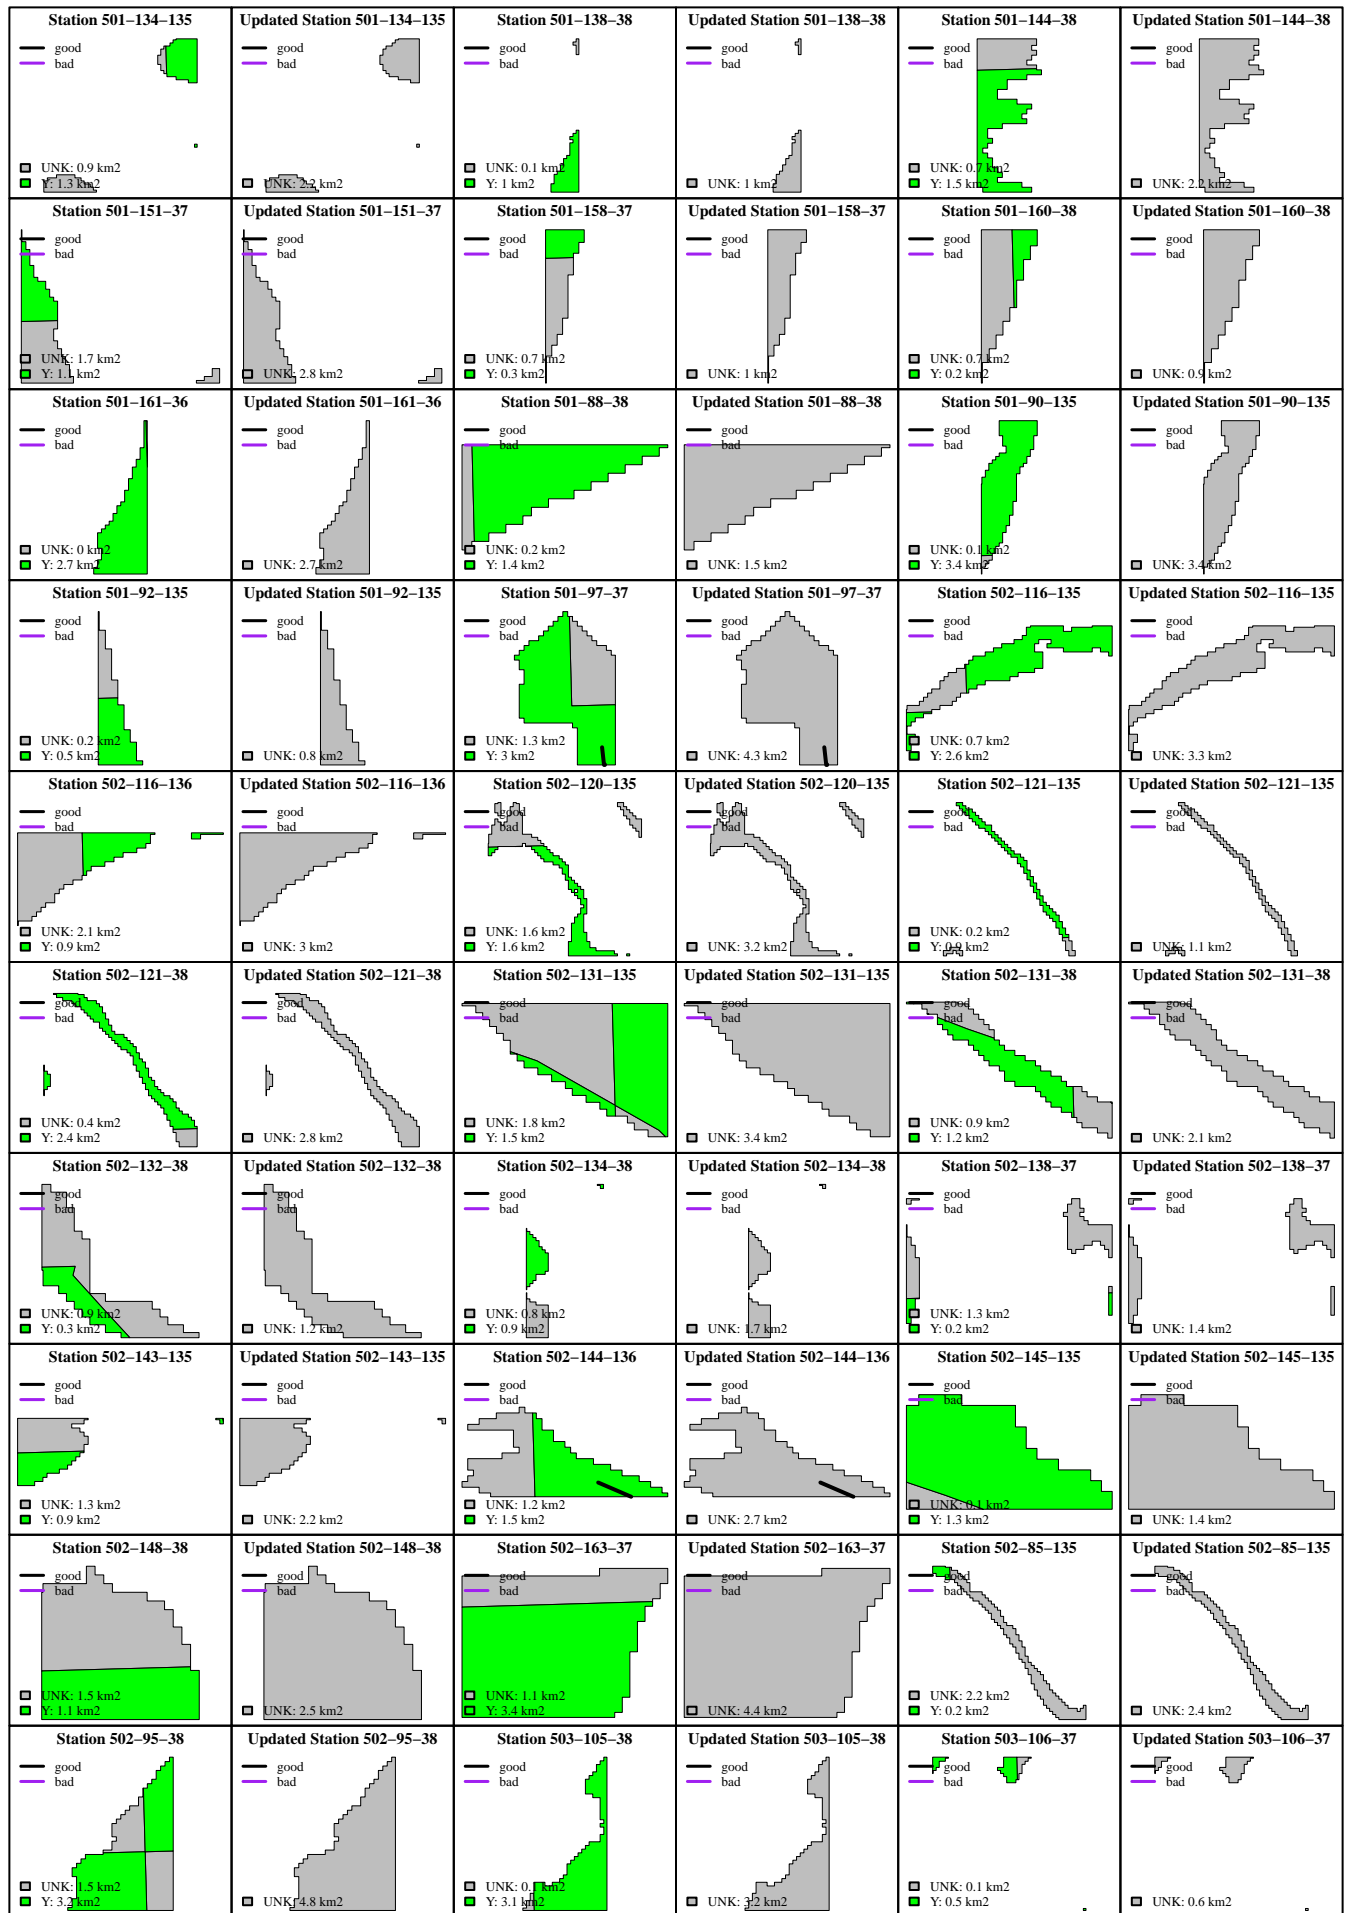 Station 501−134−135
good
bad
UNK: 0.9 km2
Y: 1.3 km2
Updated Station 501−134−135
good
bad
UNK: 2.2 km2
Station 501−138−38
good
bad
UNK: 0.1 km2
Y: 1 km2
Updated Station 501−138−38
good
bad
UNK: 1 km2
Station 501−144−38
good
bad
UNK: 0.7 km2
Y: 1.5 km2
Updated Station 501−144−38
good
bad
UNK: 2.2 km2
Station 501−151−37
good
bad
UNK: 1.7 km2
Y: 1.1 km2
Updated Station 501−151−37
good
bad
UNK: 2.8 km2
Station 501−158−37
good
bad
UNK: 0.7 km2
Y: 0.3 km2
Updated Station 501−158−37
good
bad
UNK: 1 km2
Station 501−160−38
good
bad
UNK: 0.7 km2
Y: 0.2 km2
Updated Station 501−160−38
good
bad
UNK: 0.9 km2
Station 501−161−36
good
bad
UNK: 0 km2
Y: 2.7 km2
Updated Station 501−161−36
good
bad
UNK: 2.7 km2
Station 501−88−38
good
bad
UNK: 0.2 km2
Y: 1.4 km2
Updated Station 501−88−38
good
bad
UNK: 1.5 km2
Station 501−90−135
good
bad
UNK: 0.1 km2
Y: 3.4 km2
Updated Station 501−90−135
good
bad
UNK: 3.4 km2
Station 501−92−135
good
bad
UNK: 0.2 km2
Y: 0.5 km2
Updated Station 501−92−135
good
bad
UNK: 0.8 km2
Station 501−97−37
good
bad
UNK: 1.3 km2
Y: 3 km2
Updated Station 501−97−37
good
bad
UNK: 4.3 km2
Station 502−116−135
good
bad
UNK: 0.7 km2
Y: 2.6 km2
Updated Station 502−116−135
good
bad
UNK: 3.3 km2
Station 502−116−136
good
bad
UNK: 2.1 km2
Y: 0.9 km2
Updated Station 502−116−136
good
bad
UNK: 3 km2
Station 502−120−135
good
bad
UNK: 1.6 km2
Y: 1.6 km2
Updated Station 502−120−135
good
bad
UNK: 3.2 km2
Station 502−121−135
good
bad
UNK: 0.2 km2
Y: 0.9 km2
Updated Station 502−121−135
good
bad
UNK: 1.1 km2
Station 502−121−38
good
bad
UNK: 0.4 km2
Y: 2.4 km2
Updated Station 502−121−38
good
bad
UNK: 2.8 km2
Station 502−131−135
good
bad
UNK: 1.8 km2
Y: 1.5 km2
Updated Station 502−131−135
good
bad
UNK: 3.4 km2
Station 502−131−38
good
bad
UNK: 0.9 km2
Y: 1.2 km2
Updated Station 502−131−38
good
bad
UNK: 2.1 km2
Station 502−132−38
good
bad
UNK: 0.9 km2
Y: 0.3 km2
Updated Station 502−132−38
good
bad
UNK: 1.2 km2
Station 502−134−38
good
bad
UNK: 0.8 km2
Y: 0.9 km2
Updated Station 502−134−38
good
bad
UNK: 1.7 km2
Station 502−138−37
good
bad
UNK: 1.3 km2
Y: 0.2 km2
Updated Station 502−138−37
good
bad
UNK: 1.4 km2
Station 502−143−135
good
bad
UNK: 1.3 km2
Y: 0.9 km2
Updated Station 502−143−135
good
bad
UNK: 2.2 km2
Station 502−144−136
good
bad
UNK: 1.2 km2
Y: 1.5 km2
Updated Station 502−144−136
good
bad
UNK: 2.7 km2
Station 502−145−135
good
bad
UNK: 0.1 km2
Y: 1.3 km2
Updated Station 502−145−135
good
bad
UNK: 1.4 km2
Station 502−148−38
good
bad
UNK: 1.5 km2
Y: 1.1 km2
Updated Station 502−148−38
good
bad
UNK: 2.5 km2
Station 502−163−37
good
bad
UNK: 1.1 km2
Y: 3.4 km2
Updated Station 502−163−37
good
bad
UNK: 4.4 km2
Station 502−85−135
good
bad
UNK: 2.2 km2
Y: 0.2 km2
Updated Station 502−85−135
good
bad
UNK: 2.4 km2
Station 502−95−38
good
bad
UNK: 1.5 km2
Y: 3.2 km2
Updated Station 502−95−38
good
bad
UNK: 4.8 km2
Station 503−105−38
good
bad
UNK: 0.1 km2
Y: 3.1 km2
Updated Station 503−105−38
good
bad
UNK: 3.2 km2
Station 503−106−37
good
bad
UNK: 0.1 km2
Y: 0.5 km2
Updated Station 503−106−37
good
bad
UNK: 0.6 km2